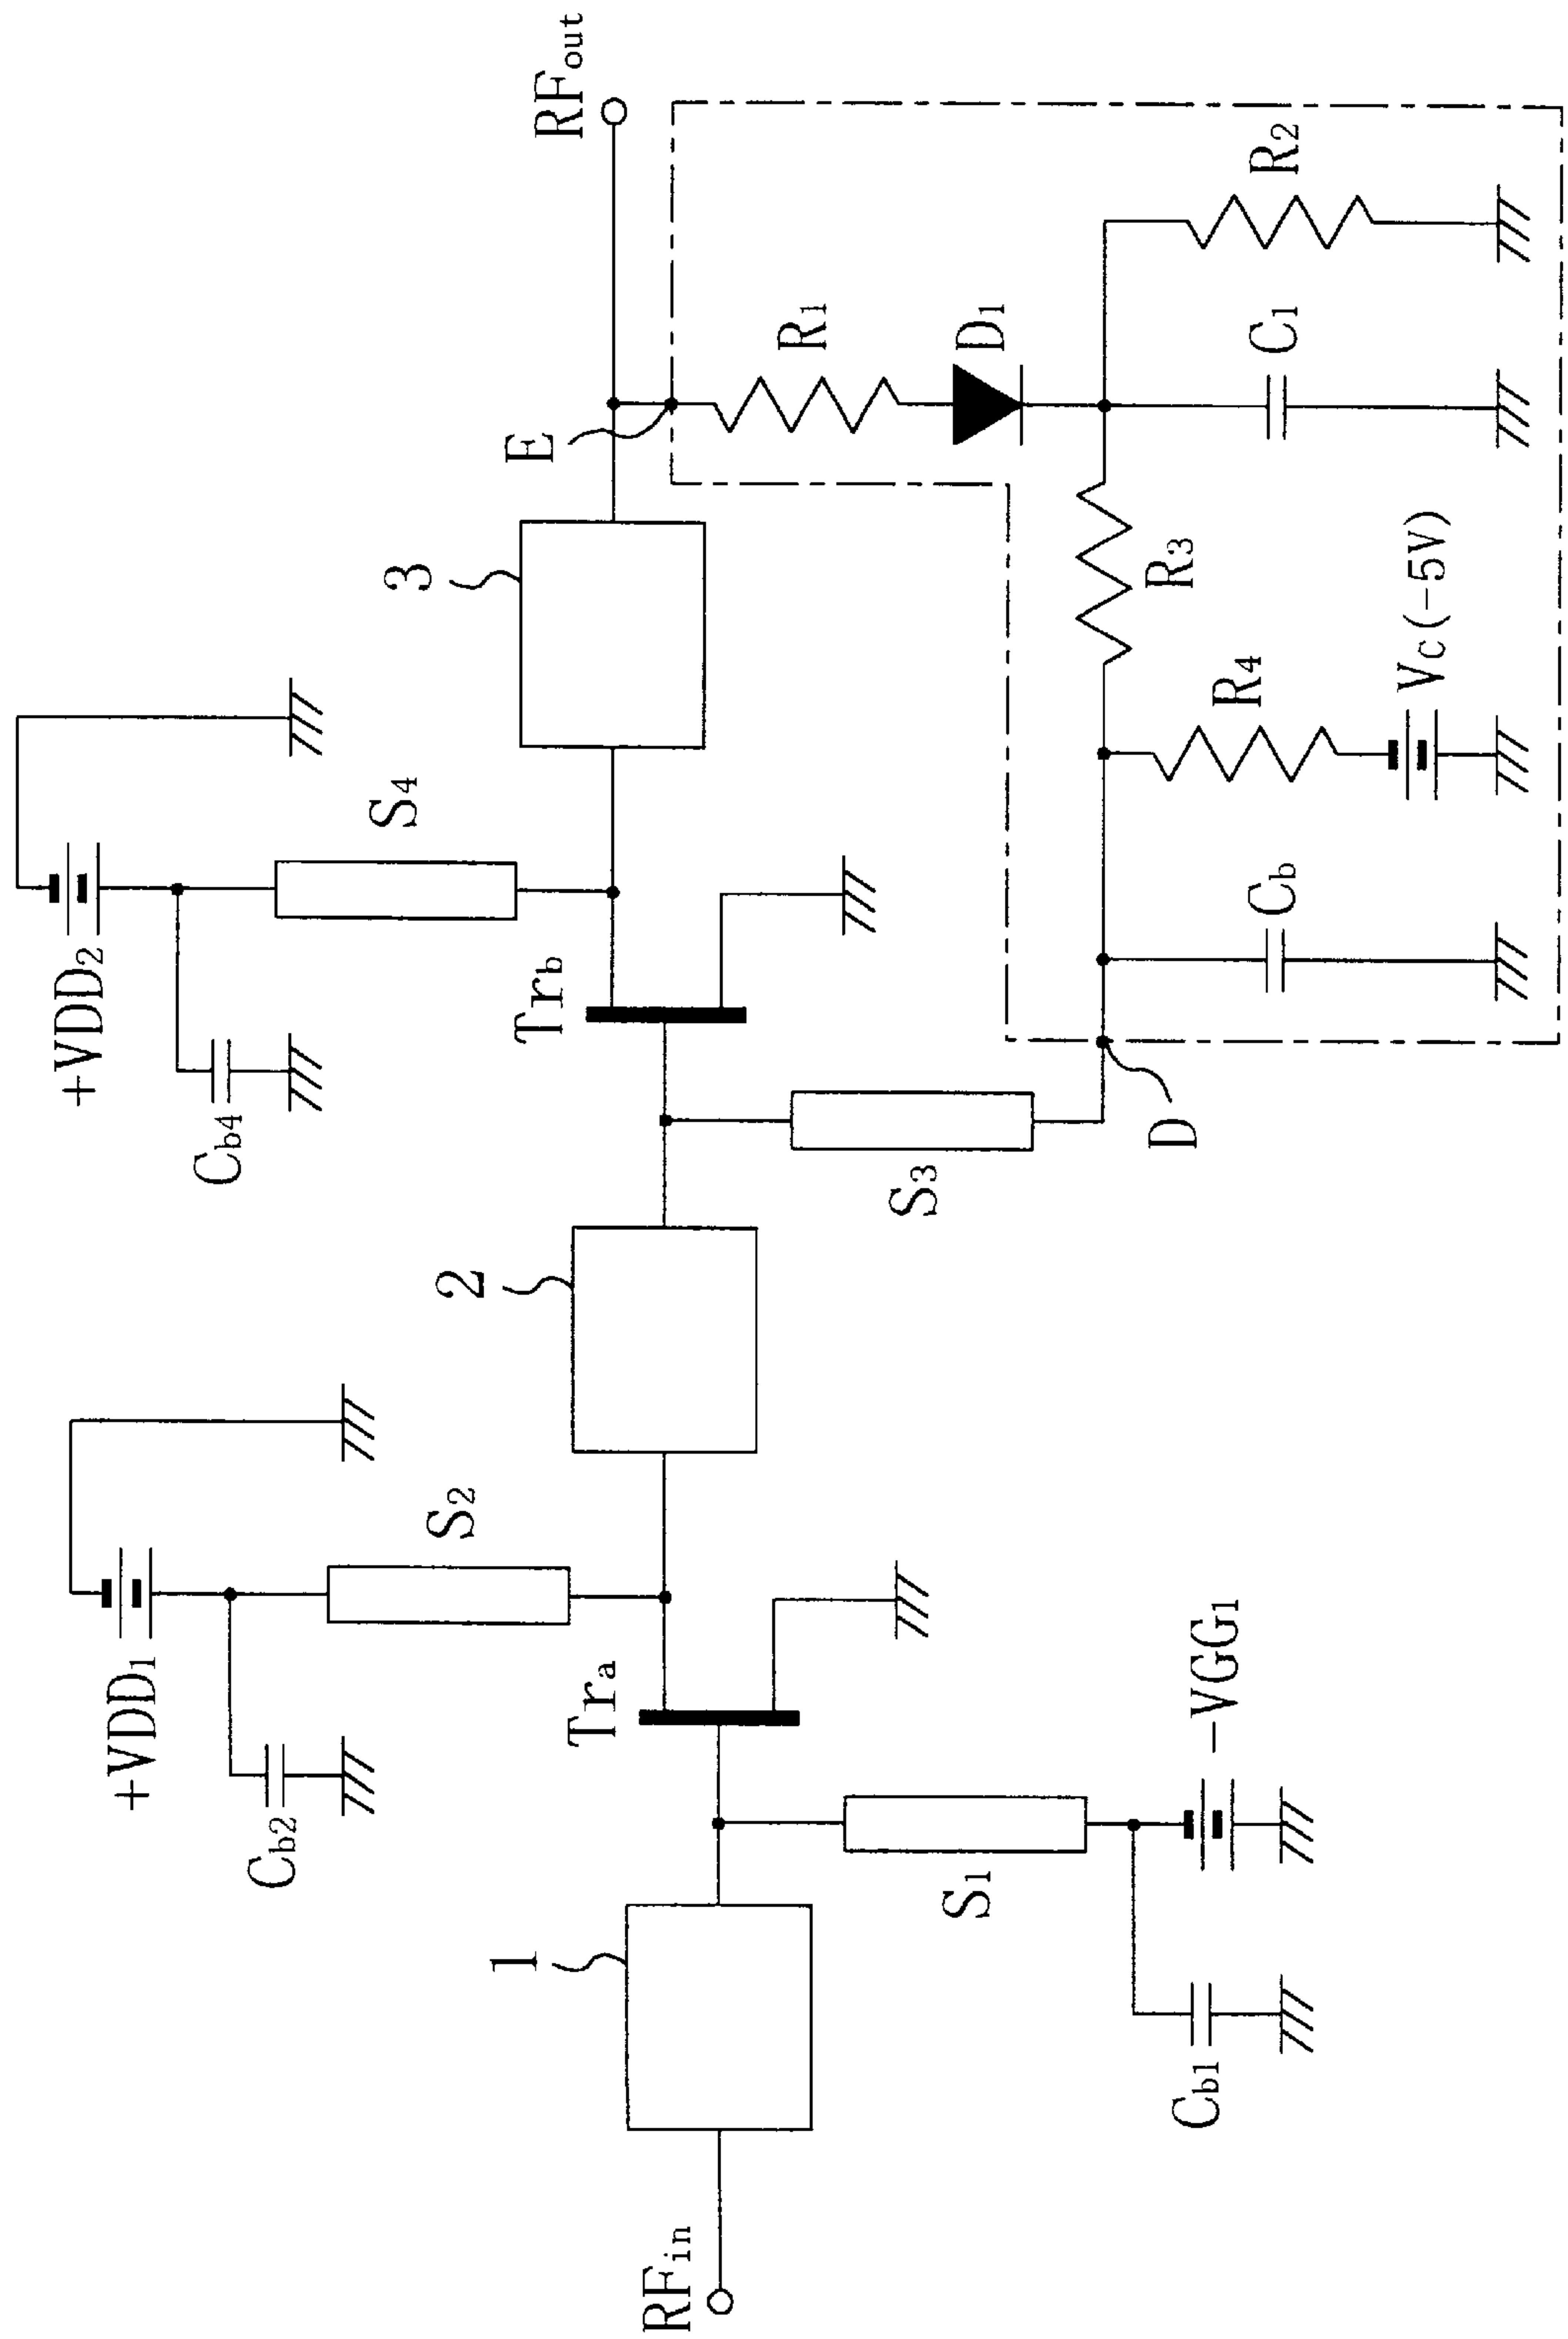 RFin
1
S1
Cb1
-VGG1
Tra
+VDD1
Cb2
S2
2
S3
D
Trb
+VDD2
Cb4
S4
3
E
RFout
R1
D1
R2
C1
R3
R4
VC(-5V)
Cb